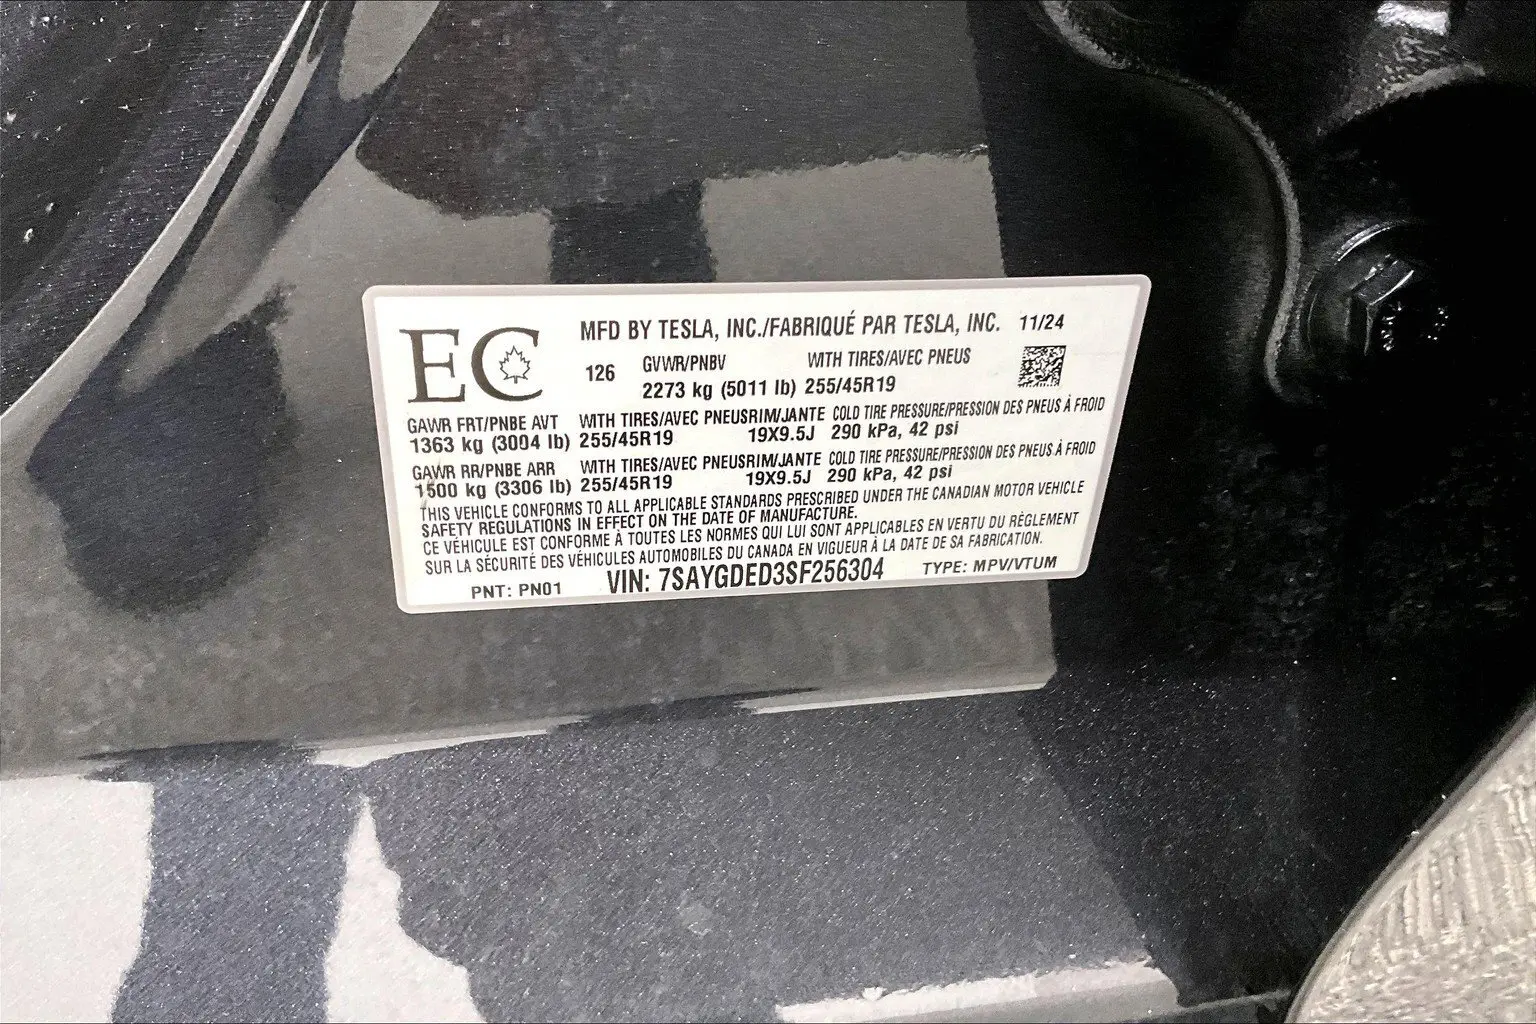 EC
MFD BY TESLA, INC./FABRIQUÉ PAR TESLA, INC. 11/24
126 GVWR/PNBV WITH TIRES/AVEC PNEUS
2273 kg (5011 lb) 255/45R19
GAWR FRT/PNBE AVT WITH TIRES/AVEC PNEUSRIM/JANTE COLD TIRE PRESSURE/PRESSION DES PNEUS À FROID
1363 kg (3004 lb) 255/45R19 19X9.5J 290 kPa, 42 psi
GAWR RR/PNBE ARR WITH TIRES/AVEC PNEUSRIM/JANTE COLD TIRE PRESSURE/PRESSION DES PNEUS À FROID
1500 kg (3306 lb) 255/45R19 19X9.5J 290 kPa, 42 psi
THIS VEHICLE CONFORMS TO ALL APPLICABLE STANDARDS PRESCRIBED UNDER THE CANADIAN MOTOR VEHICLE
SAFETY REGULATIONS IN EFFECT ON THE DATE OF MANUFACTURE.
CE VÉHICULE EST CONFORME À TOUTES LES NORMES QUI LUI SONT APPLICABLES EN VERTU DU RÈGLEMENT
SUR LA SÉCURITÉ DES VÉHICULES AUTOMOBILES DU CANADA EN VIGUEUR À LA DATE DE SA FABRICATION.
PNT: PN01 VIN: 7SAYGDED3SF256304 TYPE: MPV/VTUM